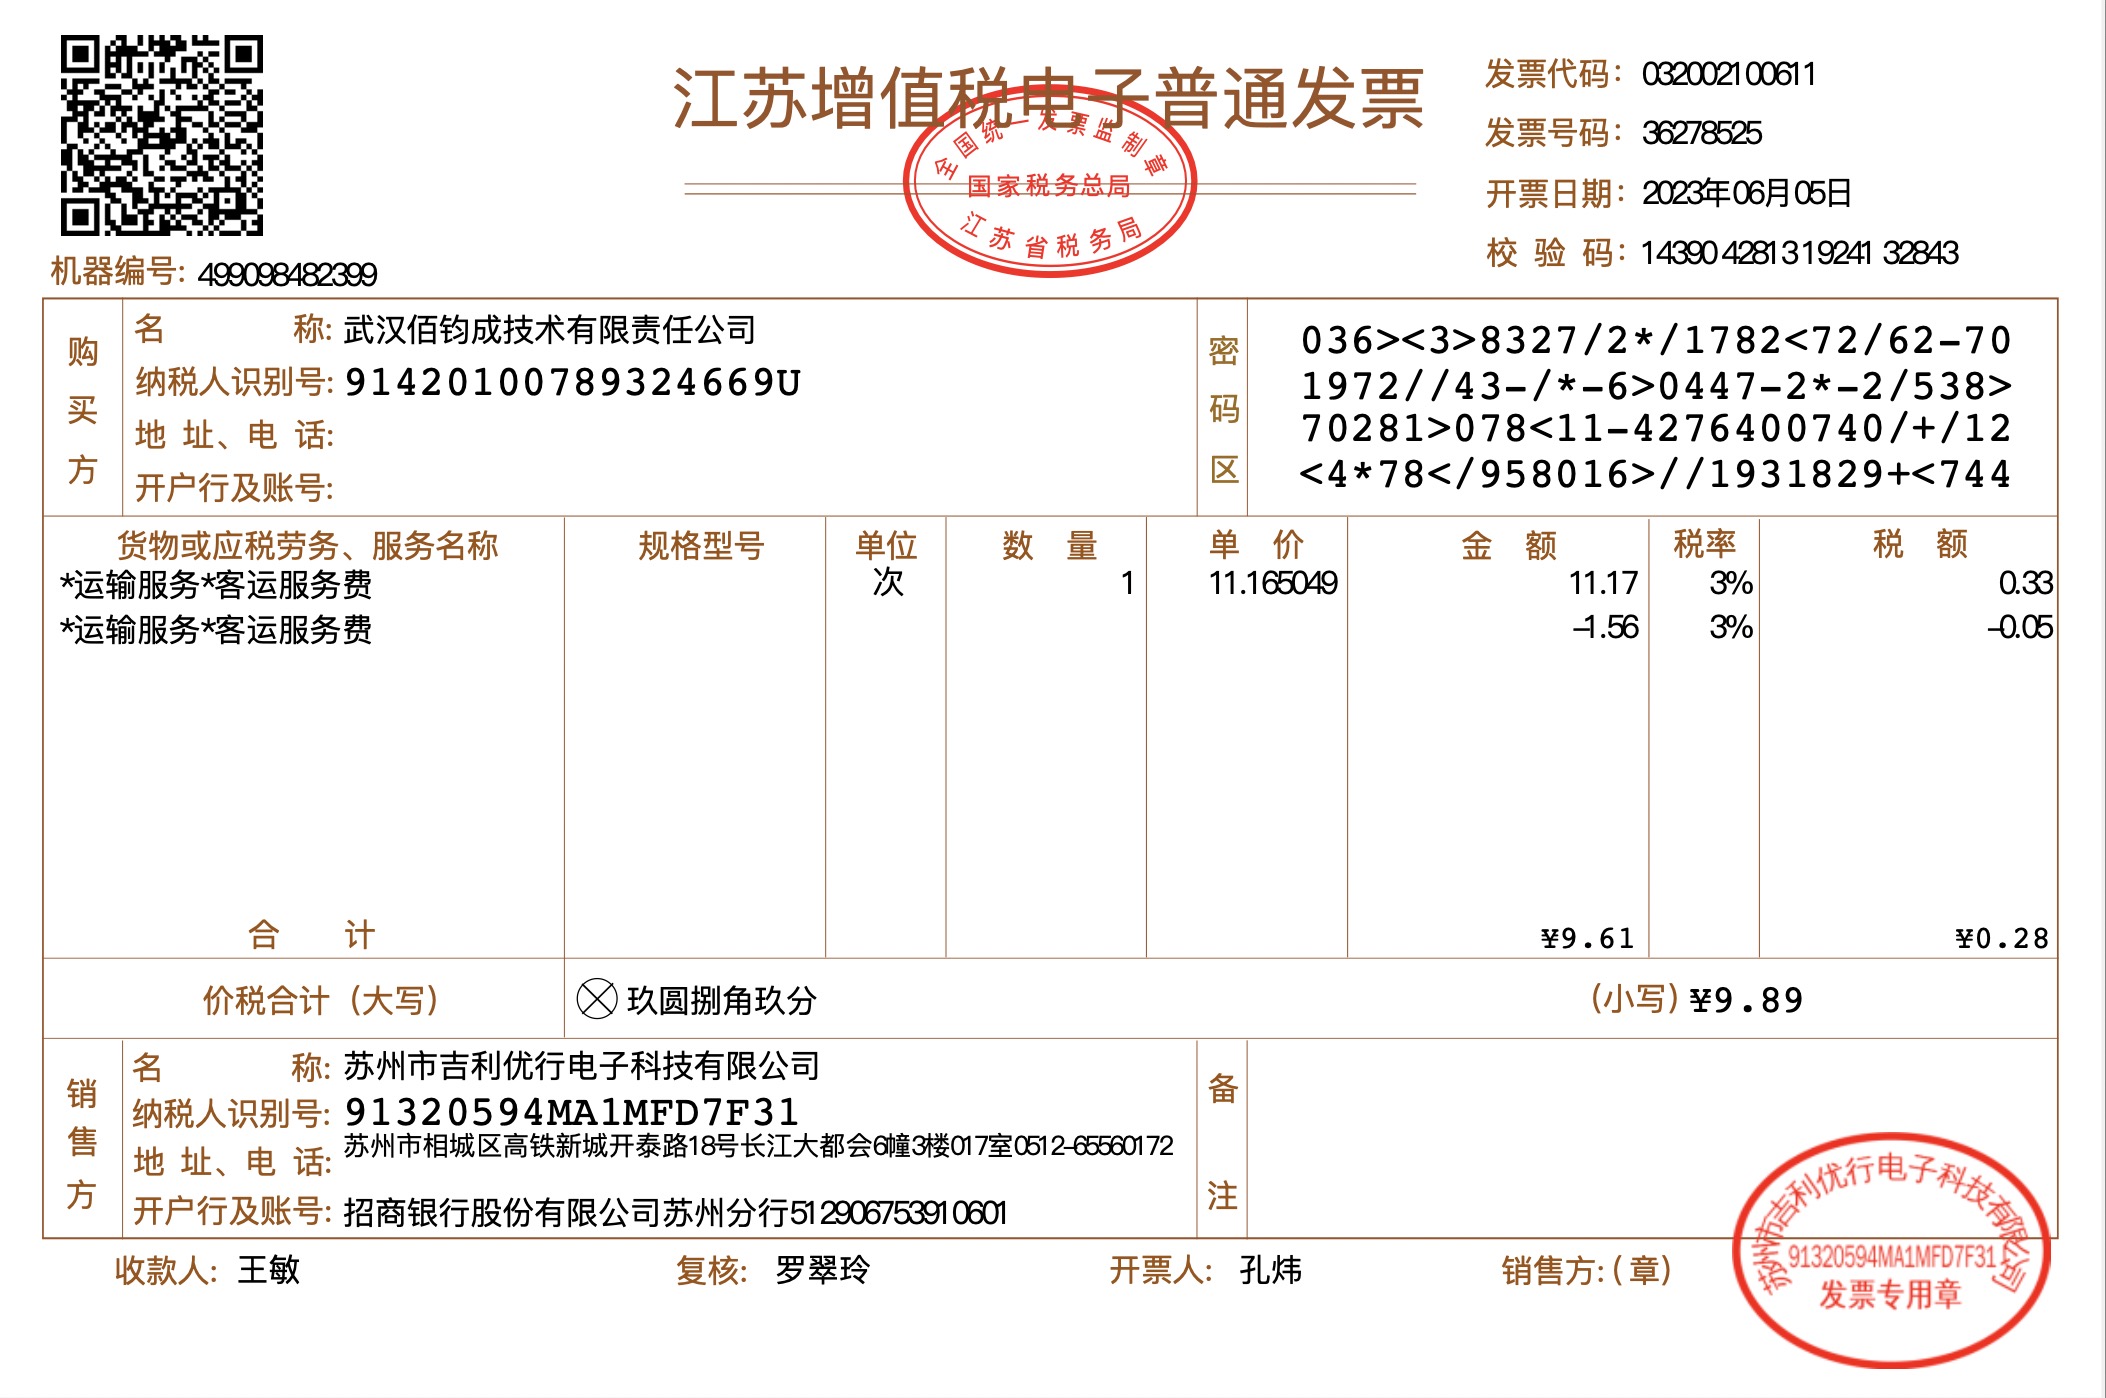 江苏增值税电子普通发票
全国统一发票监制章
国家税务总局
江苏省税务局
发票代码: 032002100611
发票号码: 36278525
开票日期: 2023年06月05日
校 验 码: 14390 42813 19241 32843
机器编号: 499098482399
购买方
名 称: 武汉佰钧成技术有限责任公司
纳税人识别号: 91420100789324669U
地 址、电 话:
开户行及账号:
密码区
036><3>8327/2*/1782<72/62-70
1972//43-/*-6>0447-2*-2/538>
70281>078<11-4276400740/+/12
<4*78</958016>//1931829+<744
货物或应税劳务、服务名称 规格型号 单位 数 量 单 价 金 额 税率 税 额
*运输服务*客运服务费 次 1 11.165049 11.17 3% 0.33
*运输服务*客运服务费 -1.56 3% -0.05
合 计 ¥9.61 ¥0.28
价税合计（大写） 玖圆捌角玖分 (小写) ¥9.89
销售方
名 称: 苏州市吉利优行电子科技有限公司
纳税人识别号: 91320594MA1MFD7F31
地 址、电 话: 苏州市相城区高铁新城开泰路18号长江大都会6幢3楼017室0512-65560172
开户行及账号: 招商银行股份有限公司苏州分行512906753910601
备注
收款人: 王敏 复核: 罗翠玲 开票人: 孔炜 销售方: ( 章)
苏州市吉利优行电子科技有限公司
91320594MA1MFD7F31
发票专用章